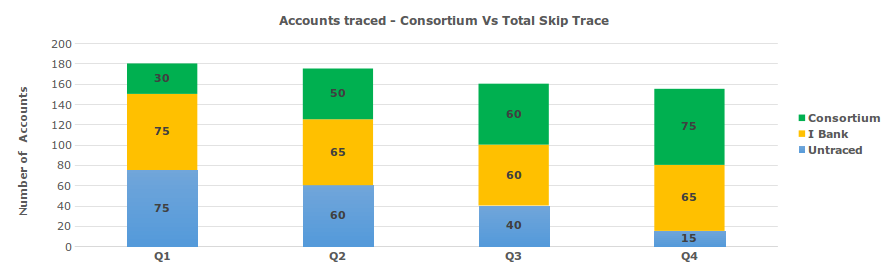 Accounts traced - Consortium Vs Total Skip Trace
Number of Accounts
200
180
160
140
120
100
80
60
40
20
0
30
75
75
50
65
60
60
60
40
75
65
15
Q1
Q2
Q3
Q4
Consortium
I Bank
Untraced